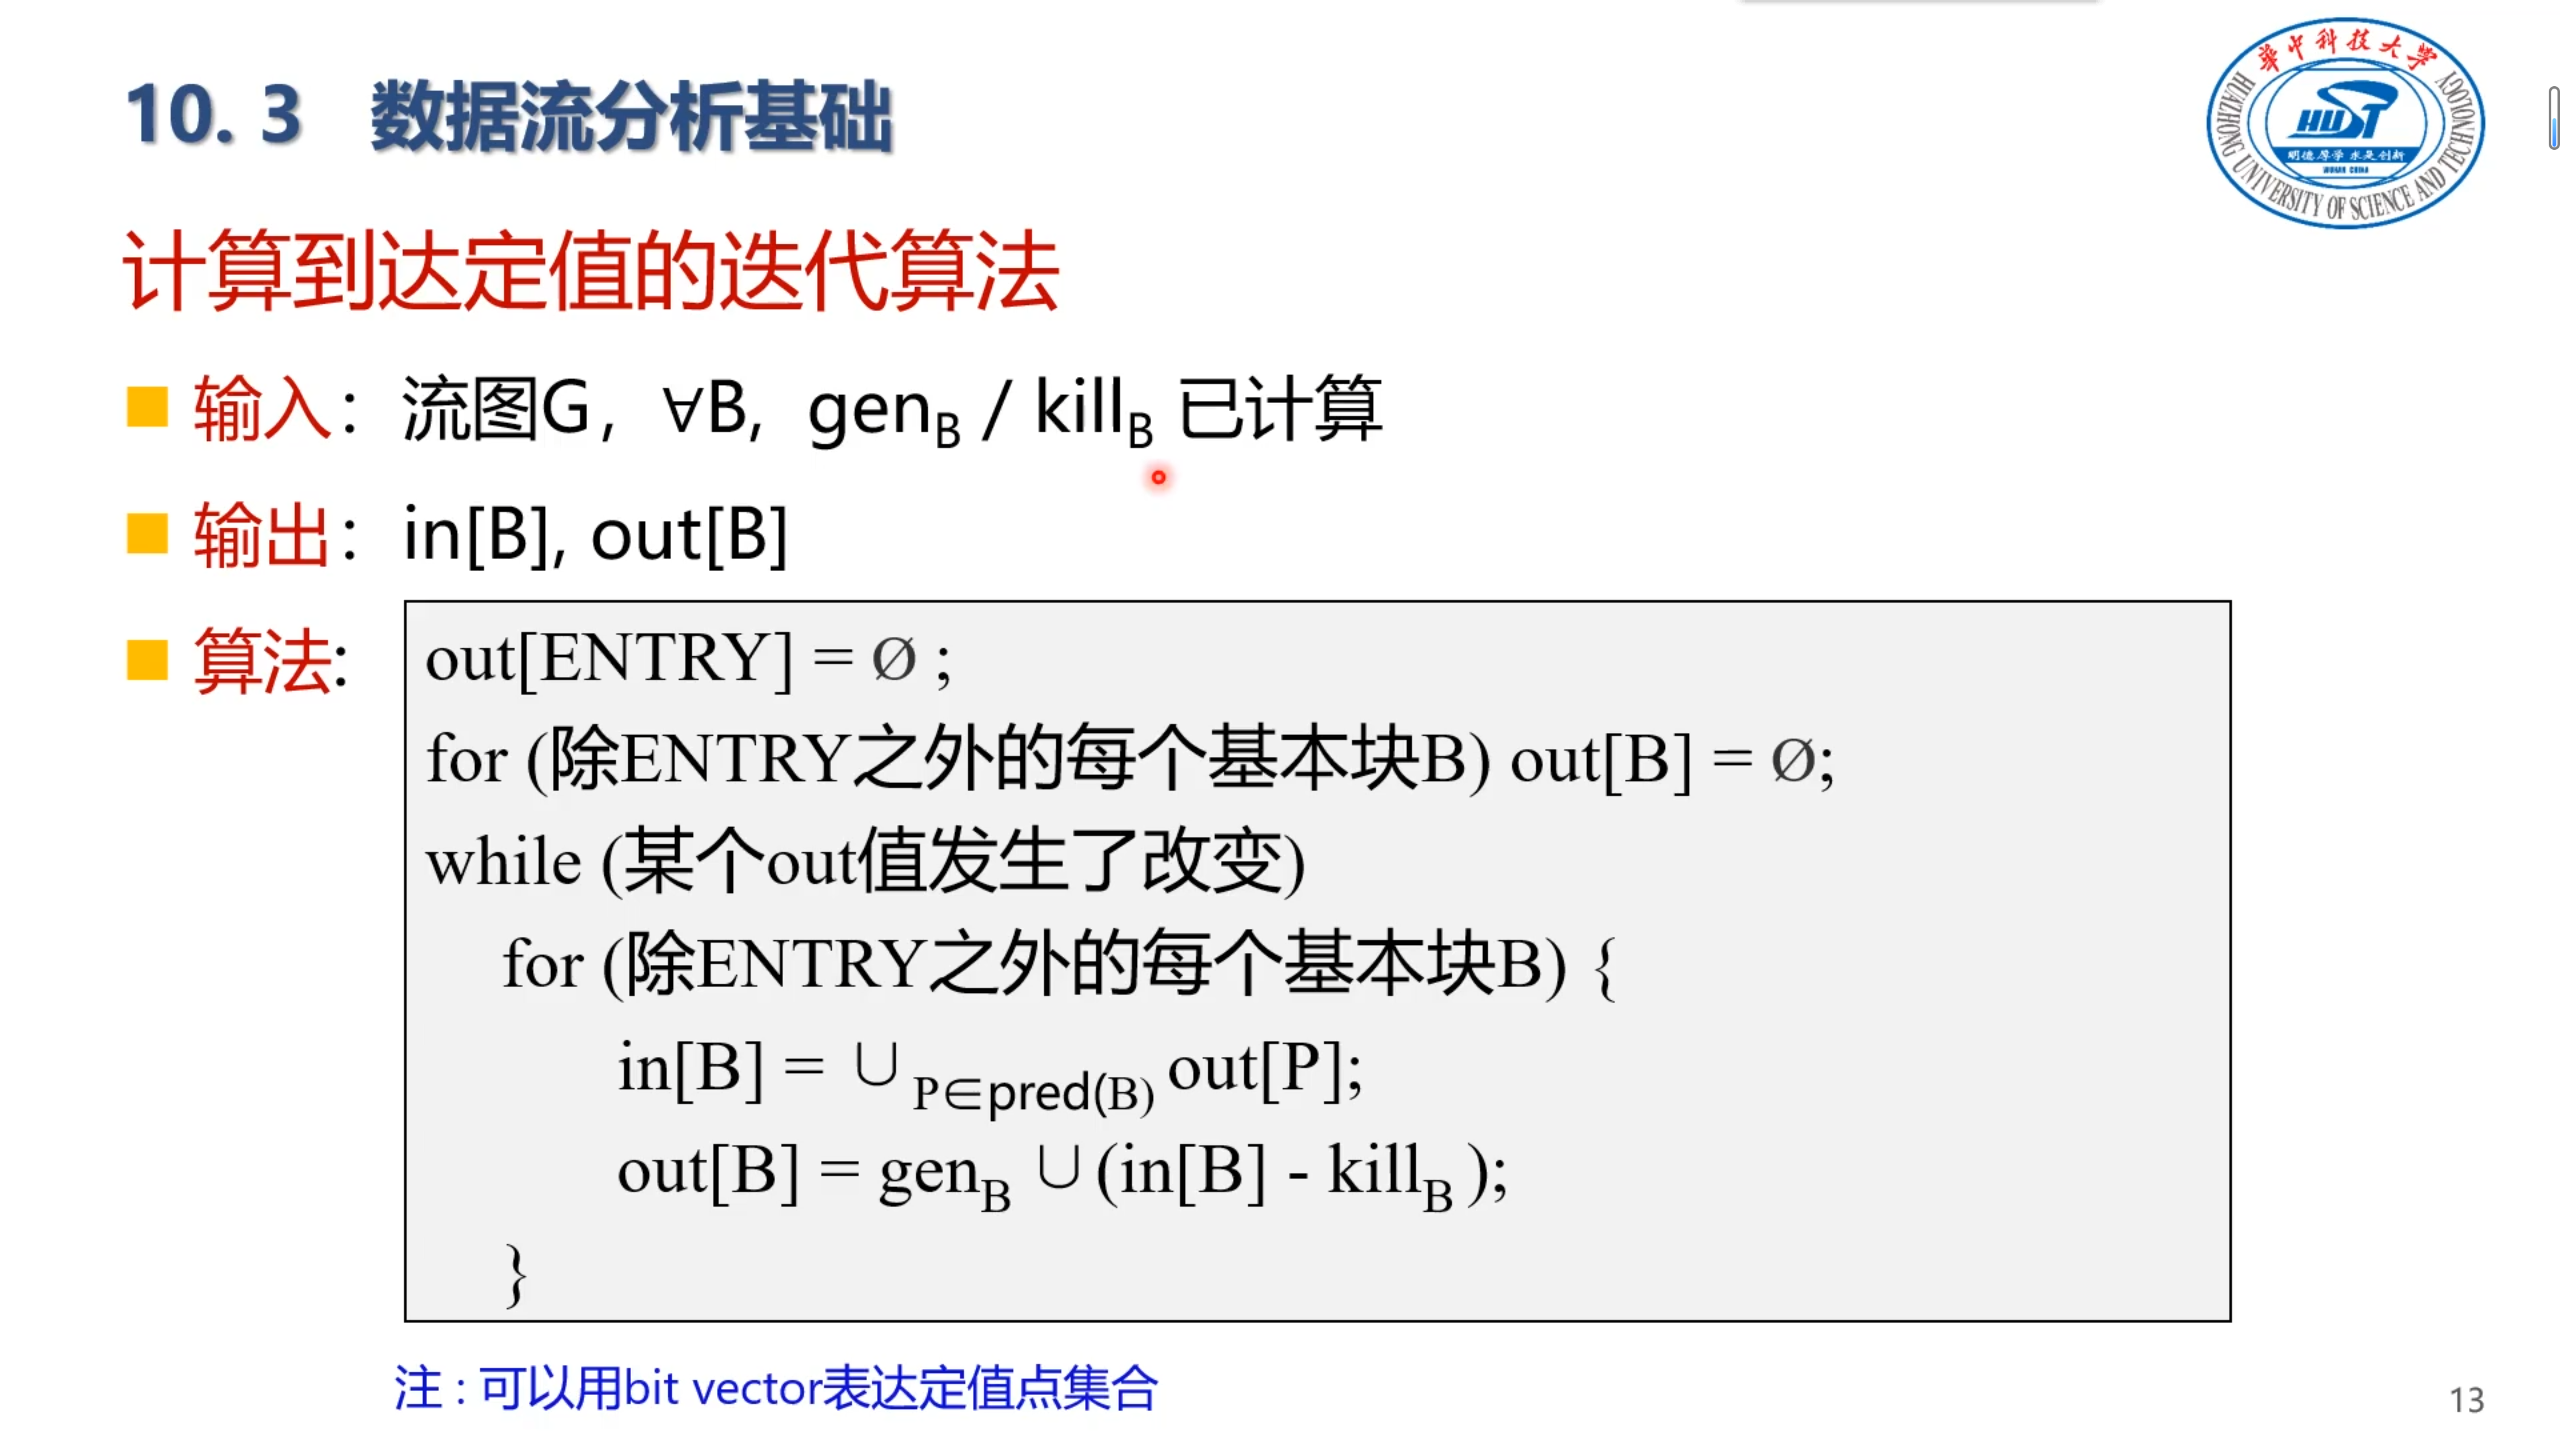 10. 3 数据流分析基础
華中科技大学
HUAZHONG UNIVERSITY OF SCIENCE AND TECHNOLOGY
HUST
明德厚学 求是创新
WUHAN CHINA
计算到达定值的迭代算法
输入：流图G，∀B, gen_B / kill_B 已计算
输出：in[B], out[B]
算法:
out[ENTRY] = Ø ;
for (除ENTRY之外的每个基本块B) out[B] = Ø;
while (某个out值发生了改变)
for (除ENTRY之外的每个基本块B) {
in[B] = ∪ P∈pred(B) out[P];
out[B] = gen_B ∪(in[B] - kill_B );
}
注 : 可以用bit vector表达定值点集合
13